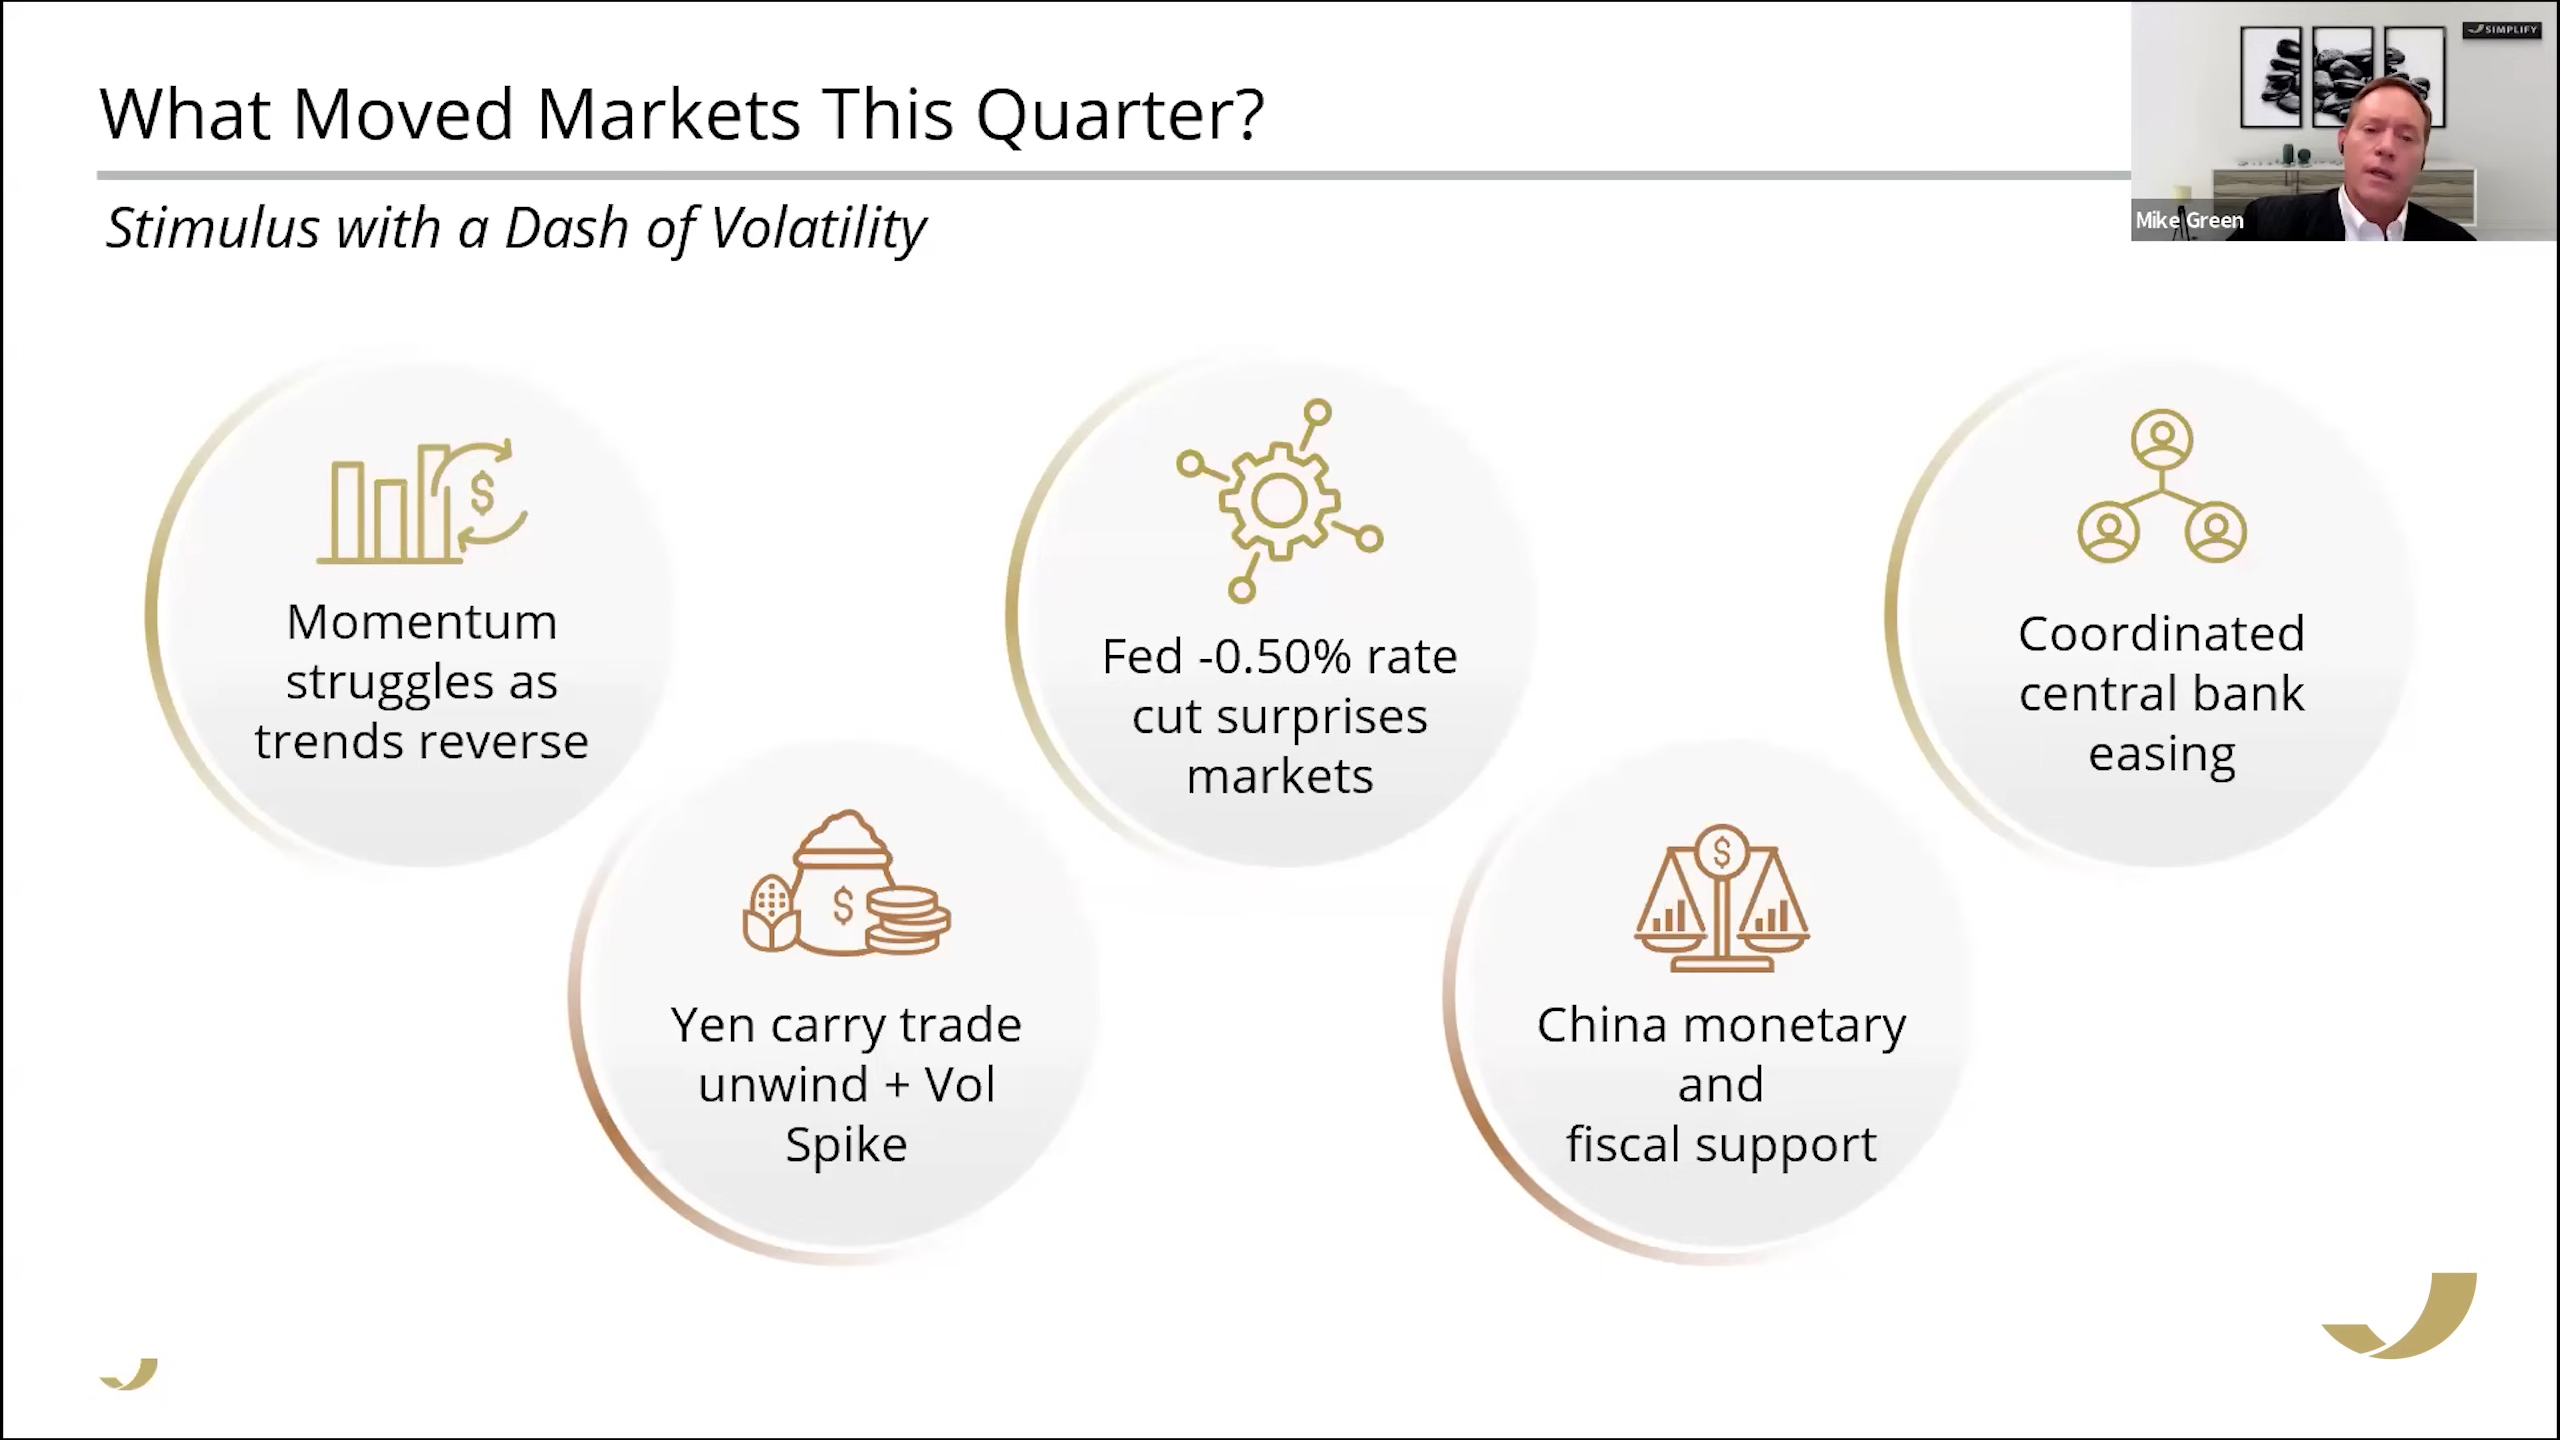 What Moved Markets This Quarter?
SIMPLIFY
Mike Green
Stimulus with a Dash of Volatility
$
Momentum
struggles as
trends reverse
$
Yen carry trade
unwind + Vol
Spike
Fed -0.50% rate
cut surprises
markets
$
China monetary
and
fiscal support
Coordinated
central bank
easing